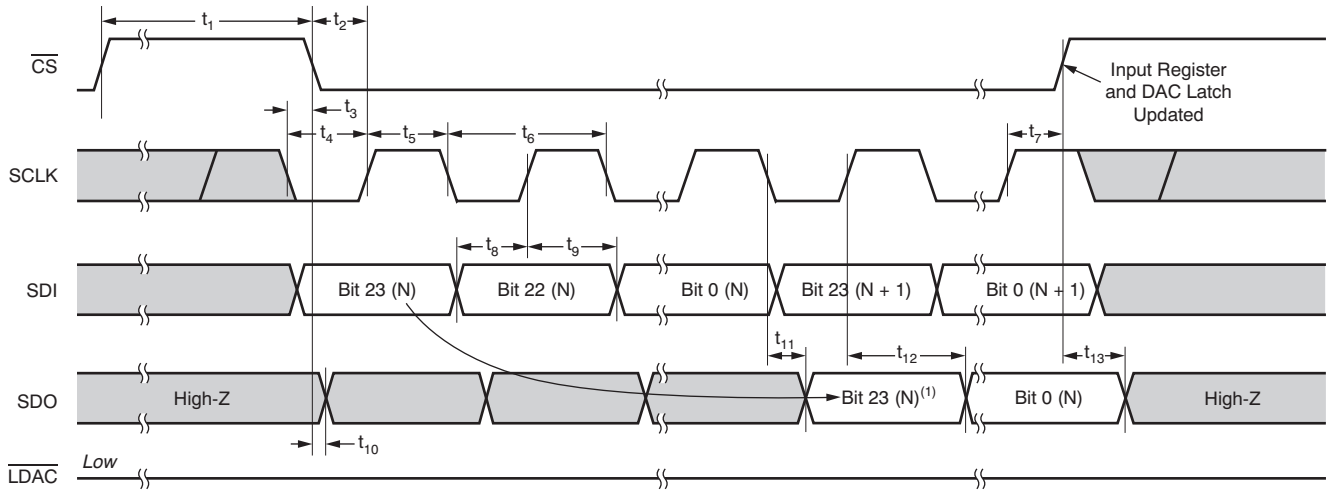 t1
t2
CS
Input Register
and DAC Latch
Updated
t3
t4
t5
t6
t7
SCLK
t8
t9
SDI
Bit 23 (N)
Bit 22 (N)
Bit 0 (N)
Bit 23 (N + 1)
Bit 0 (N + 1)
t11
t12
t13
SDO
High-Z
Bit 23 (N)(1)
Bit 0 (N)
High-Z
t10
LDAC
Low